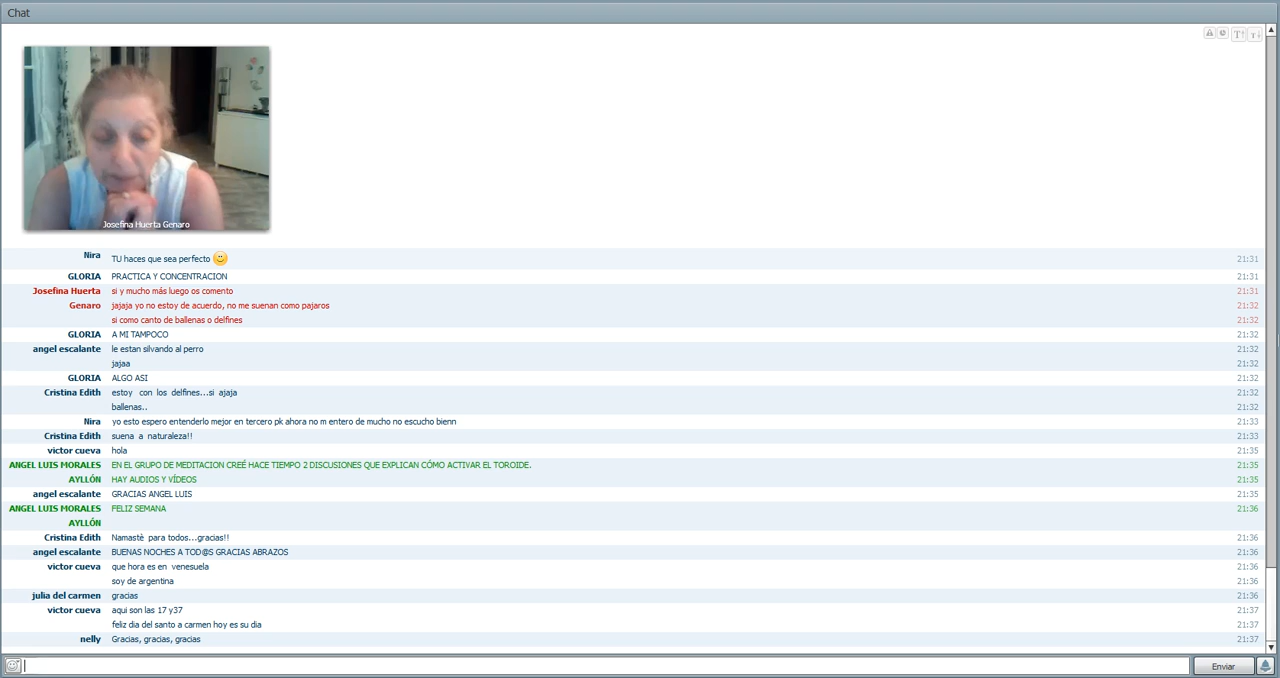 Chat
Josefina Huerta Genaro
Nira TU haces que sea perfecto 21:31
GLORIA PRACTICA Y CONCENTRACION 21:31
Josefina Huerta si y mucho más luego os comento 21:31
Genaro jajaja yo no estoy de acuerdo, no me suenan como pajaros 21:32
si como canto de ballenas o delfines 21:32
GLORIA A MI TAMPOCO 21:32
angel escalante le estan silvando al perro 21:32
jajaa 21:32
GLORIA ALGO ASI 21:32
Cristina Edith estoy con los delfines...si ajaja 21:32
ballenas.. 21:32
Nira yo esto espero entenderlo mejor en tercero pk ahora no m entero de mucho no escucho bienn 21:33
Cristina Edith suena a naturaleza!! 21:33
victor cueva hola 21:35
ANGEL LUIS MORALES EN EL GRUPO DE MEDITACION CREÉ HACE TIEMPO 2 DISCUSIONES QUE EXPLICAN CÓMO ACTIVAR EL TOROIDE. 21:35
AYLLÓN HAY AUDIOS Y VÍDEOS 21:35
angel escalante GRACIAS ANGEL LUIS 21:35
ANGEL LUIS MORALES FELIZ SEMANA 21:36
AYLLÓN
Cristina Edith Namastè para todos...gracias!! 21:36
angel escalante BUENAS NOCHES A TOD@S GRACIAS ABRAZOS 21:36
victor cueva que hora es en venesuela 21:36
soy de argentina 21:36
julia del carmen gracias 21:36
victor cueva aqui son las 17 y37 21:37
feliz dia del santo a carmen hoy es su dia 21:37
nelly Gracias, gracias, gracias 21:37
Enviar